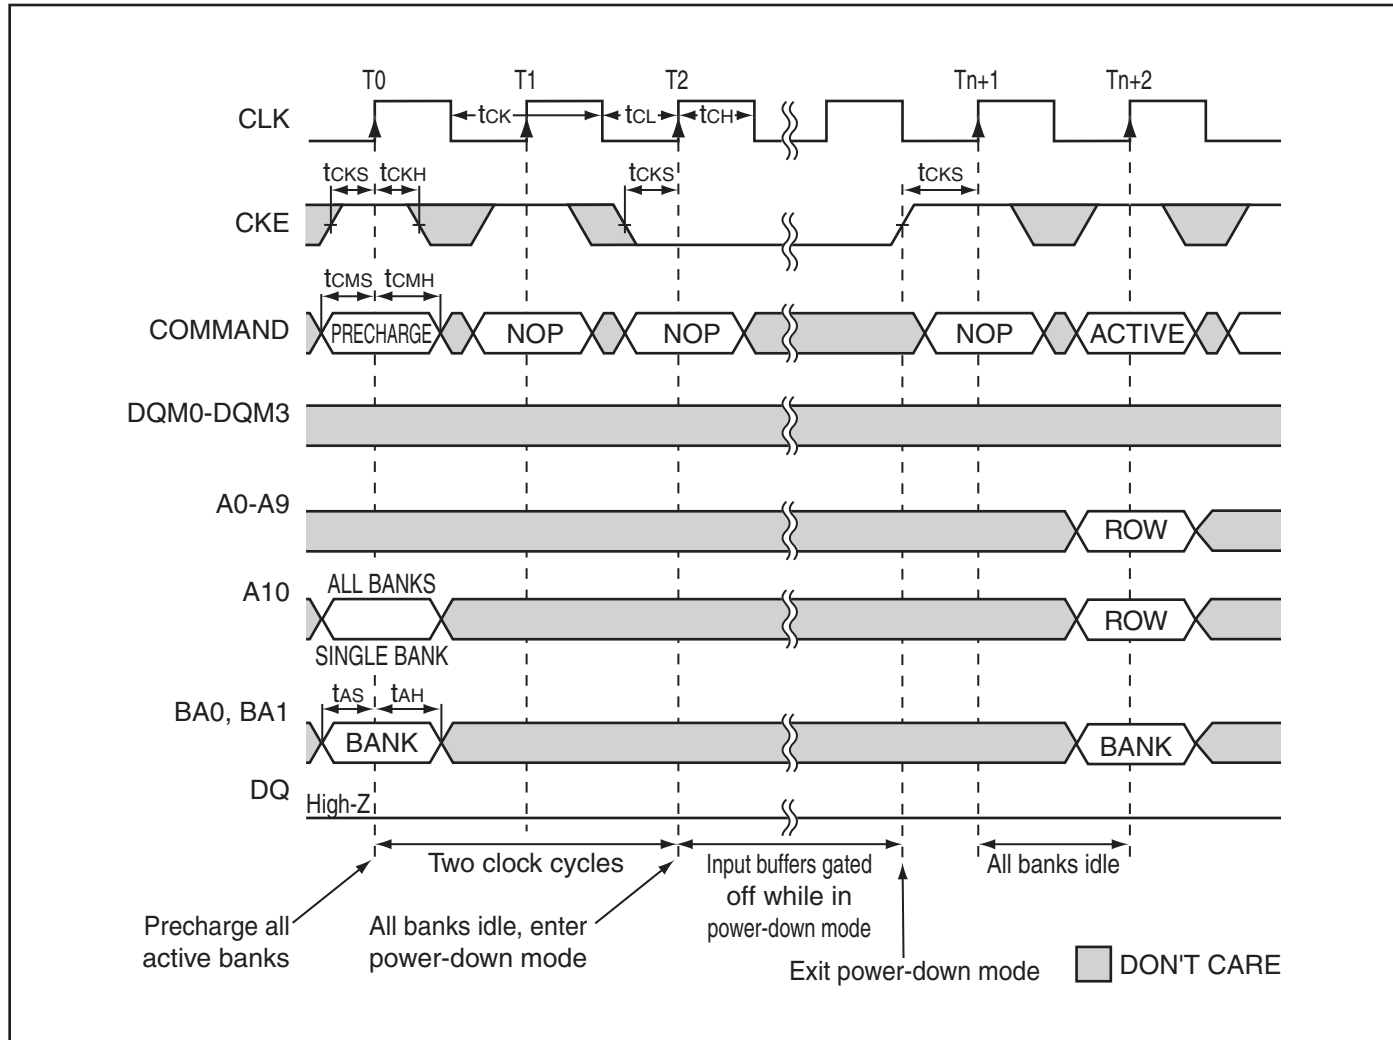 T0 T1 T2 Tn+1 Tn+2
CLK tCK tCL tCH
tCKS tCKH tCKS tCKS
CKE
tCMS tCMH
COMMAND PRECHARGE NOP NOP NOP ACTIVE
DQM0-DQM3
A0-A9 ROW
ALL BANKS
A10 ROW
SINGLE BANK
tAS tAH
BA0, BA1 BANK BANK
DQ High-Z
Two clock cycles
Input buffers gated
off while in
power-down mode
All banks idle
Precharge all
active banks
All banks idle, enter
power-down mode
Exit power-down mode
DON'T CARE